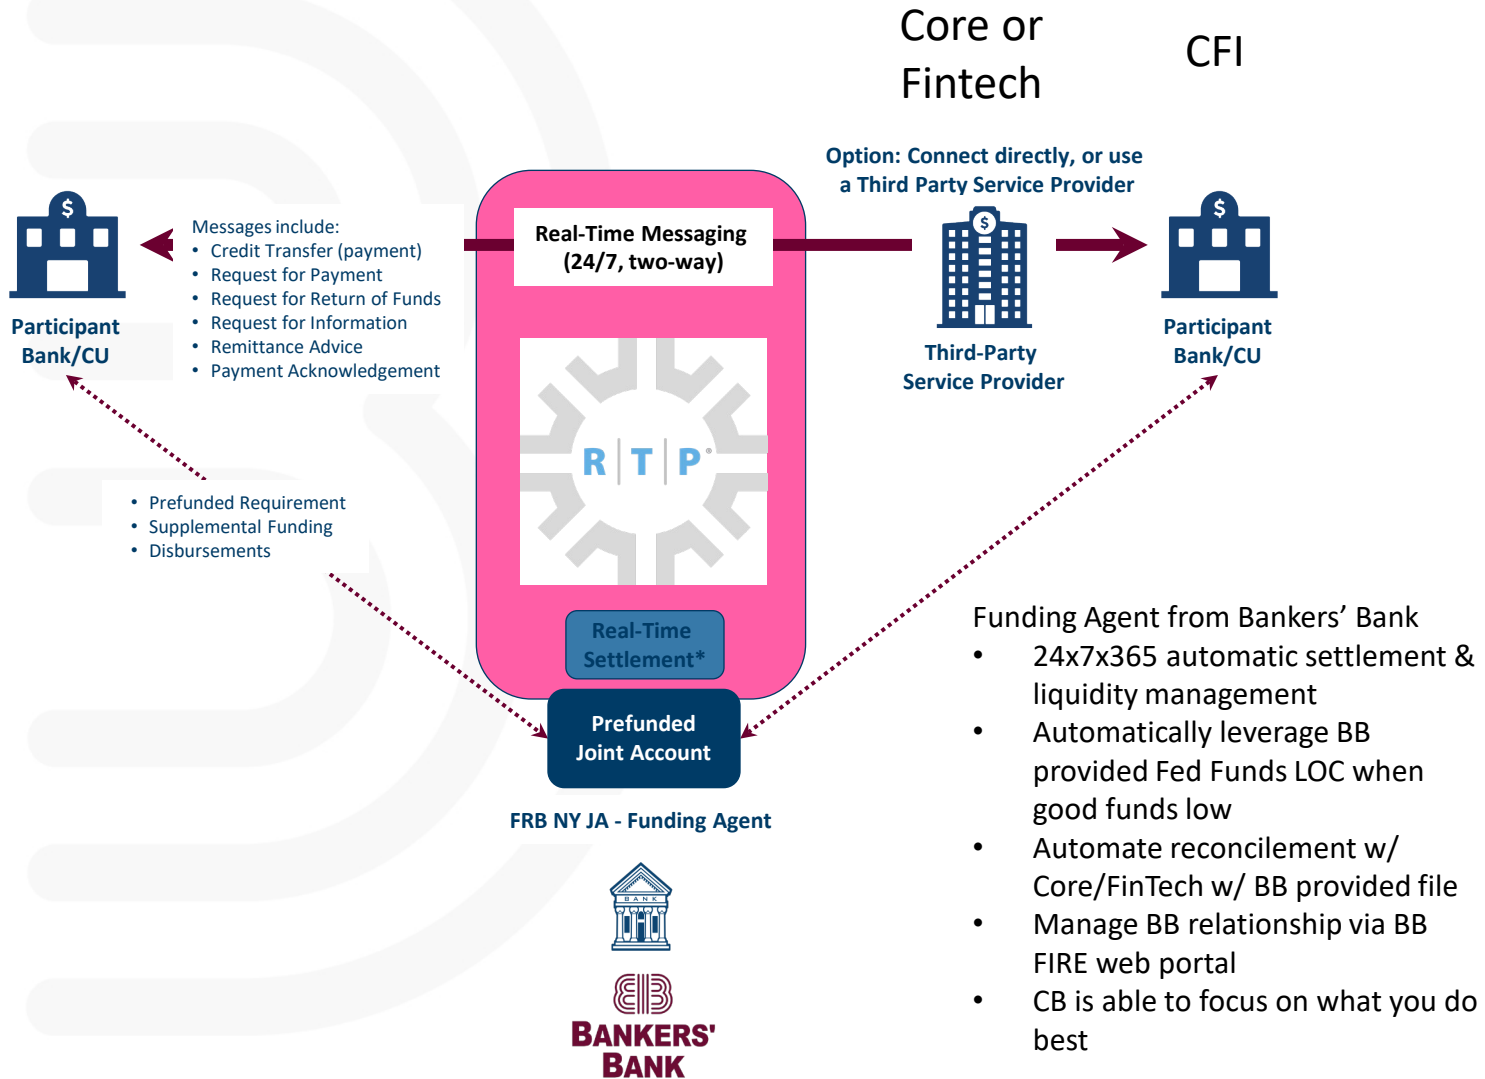 Core or
Fintech
CFI
Option: Connect directly, or use
a Third Party Service Provider
$
Participant
Bank/CU
Messages include:
• Credit Transfer (payment)
• Request for Payment
• Request for Return of Funds
• Request for Information
• Remittance Advice
• Payment Acknowledgement
Real-Time Messaging
(24/7, two-way)
$
Third-Party
Service Provider
$
Participant
Bank/CU
R|T|P®
• Prefunded Requirement
• Supplemental Funding
• Disbursements
Real-Time
Settlement*
Prefunded
Joint Account
FRB NY JA - Funding Agent
BANK
BANKERS'
BANK
Funding Agent from Bankers’ Bank
• 24x7x365 automatic settlement &
liquidity management
• Automatically leverage BB
provided Fed Funds LOC when
good funds low
• Automate reconcilement w/
Core/FinTech w/ BB provided file
• Manage BB relationship via BB
FIRE web portal
• CB is able to focus on what you do
best